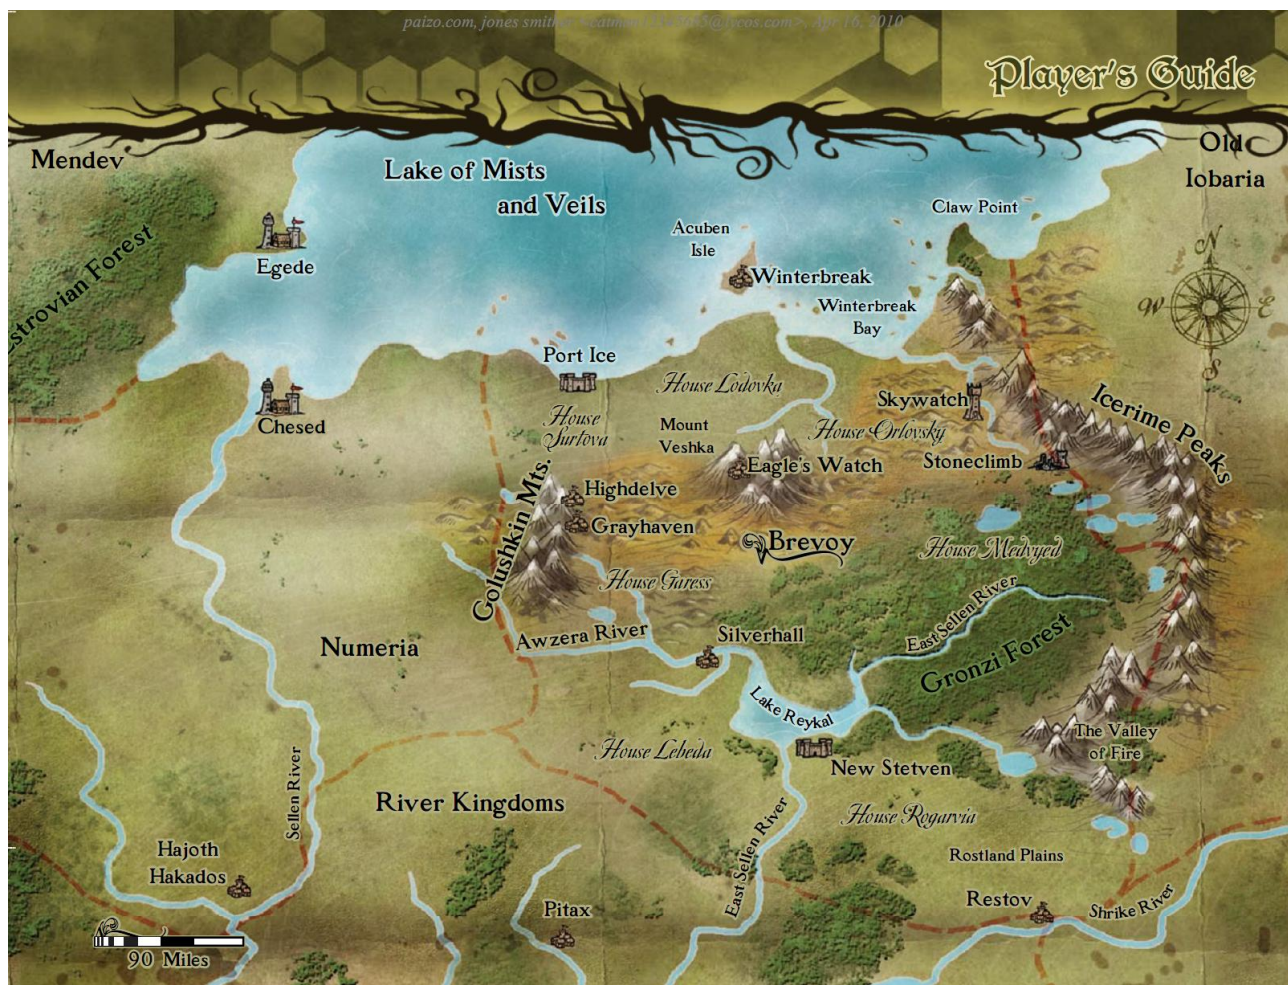 Player's Guide
Mendev
Lake of Mists
and Veils
Old
Iobaria
Claw Point
Acuben
Isle
Egede
Winterbreak
Winterbreak
Bay
N
W
E
S
Port Ice
House Lodovka
Chesed
House
Surtova
Mount
Veshka
Skywatch
House Orlovsky
Icerime Peaks
Eagle's Watch
Stoneclimb
Highdelve
Grayhaven
Golushkin Mts.
Brevoy
House Medvyed
House Garess
East Sellen River
Awzera River
Silverhall
Numeria
Gronzi Forest
Lake Reykal
The Valley
of Fire
House Lebeda
New Stetven
Sellen River
River Kingdoms
House Rogarvia
East Sellen River
Rostland Plains
Hajoth
Hakados
Pitax
Restov
Shrike River
90 Miles